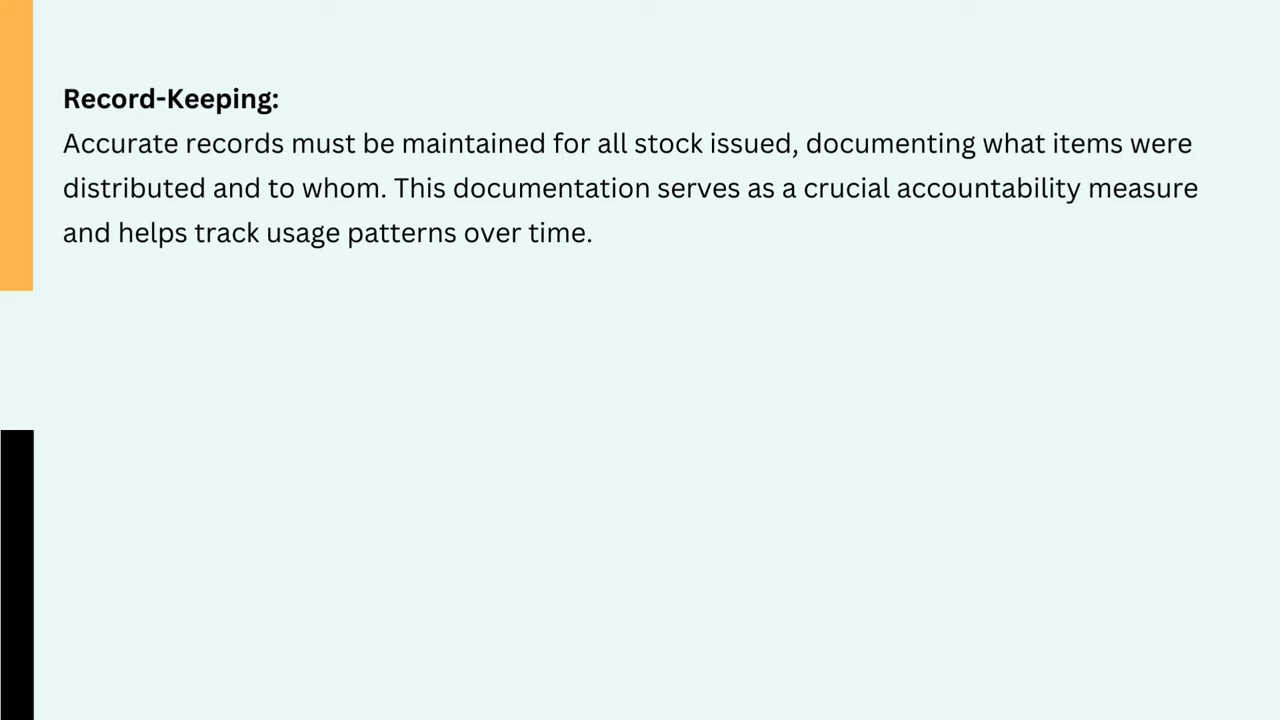 Record-Keeping:
Accurate records must be maintained for all stock issued, documenting what items were
distributed and to whom. This documentation serves as a crucial accountability measure
and helps track usage patterns over time.